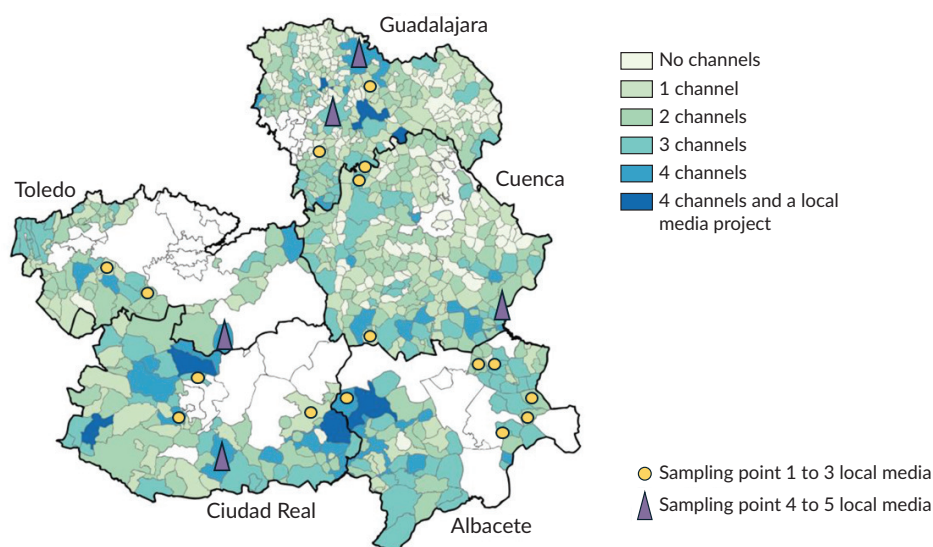 Guadalajara
No channels
1 channel
2 channels
3 channels
4 channels
4 channels and a local
media project
Toledo
Cuenca
Sampling point 1 to 3 local media
Sampling point 4 to 5 local media
Ciudad Real
Albacete